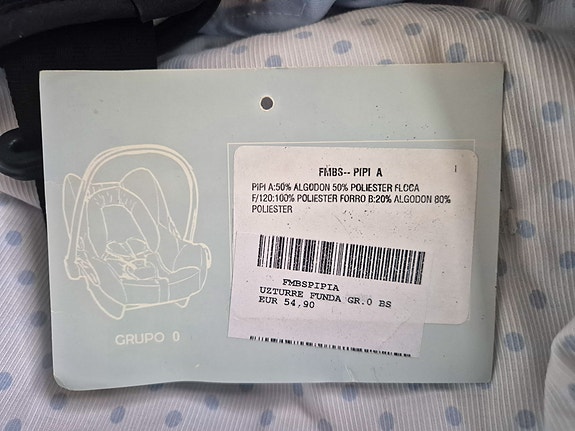 FMBS-- PIPI A
1
PIPI A:50% ALGODON 50% POLIESTER FLOCA
F/120:100% POLIESTER FORRO B:20% ALGODON 80%
POLIESTER
FMBSPIPIA
UZTURRE FUNDA GR.0 BS
EUR 54,90
GRUPO 0